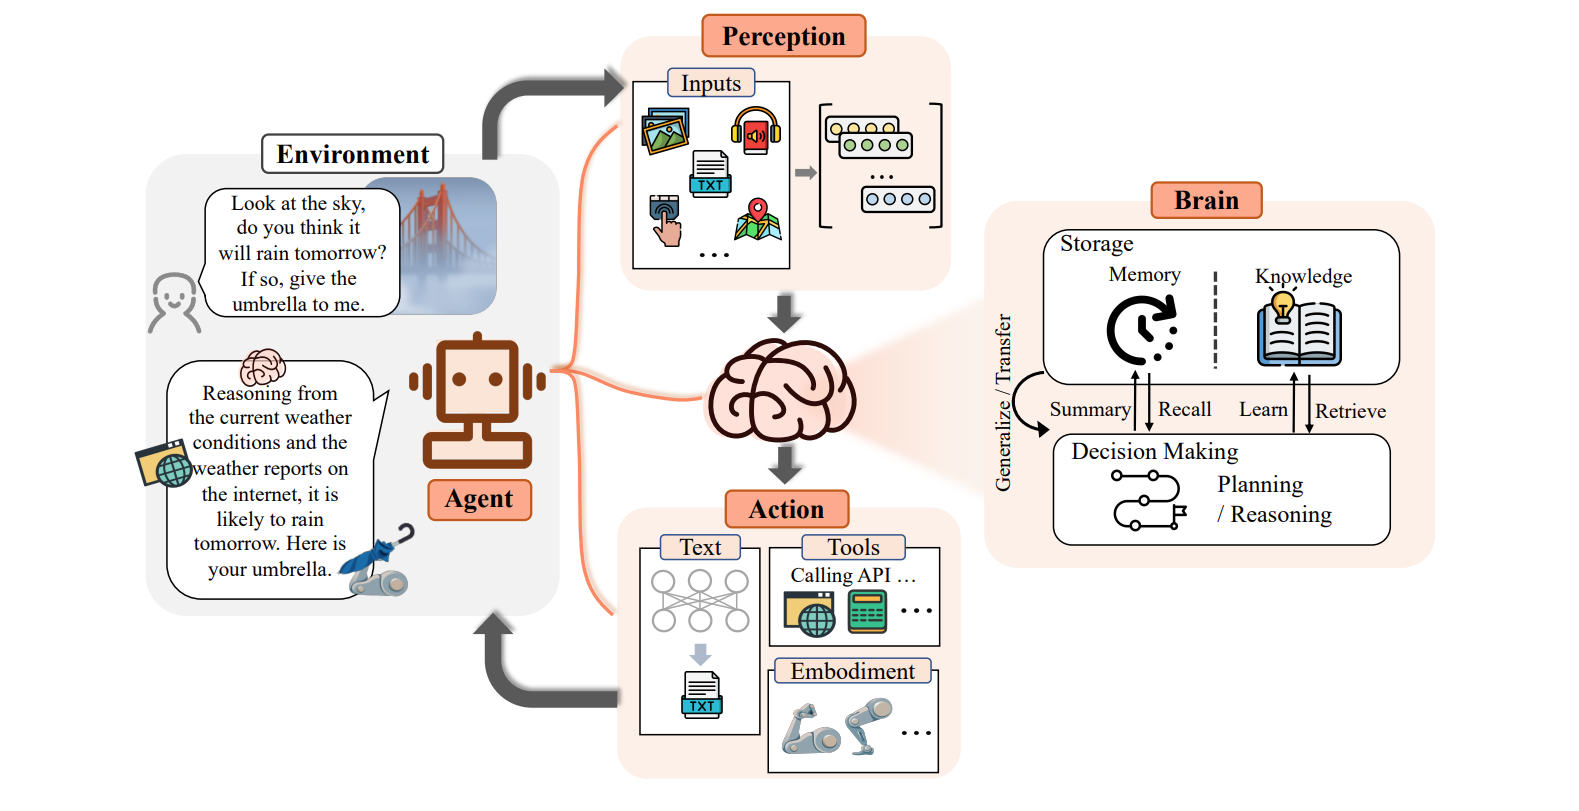 Perception
Inputs
TXT
...
...
Environment
Look at the sky,
do you think it
will rain tomorrow?
If so, give the
umbrella to me.
Reasoning from
the current weather
conditions and the
weather reports on
the internet, it is
likely to rain
tomorrow. Here is
your umbrella.
Agent
Brain
Storage
Memory
Knowledge
Generalize / Transfer
Summary
Recall
Learn
Retrieve
Decision Making
Planning
/ Reasoning
Action
Text
TXT
Tools
Calling API ...
...
Embodiment
...